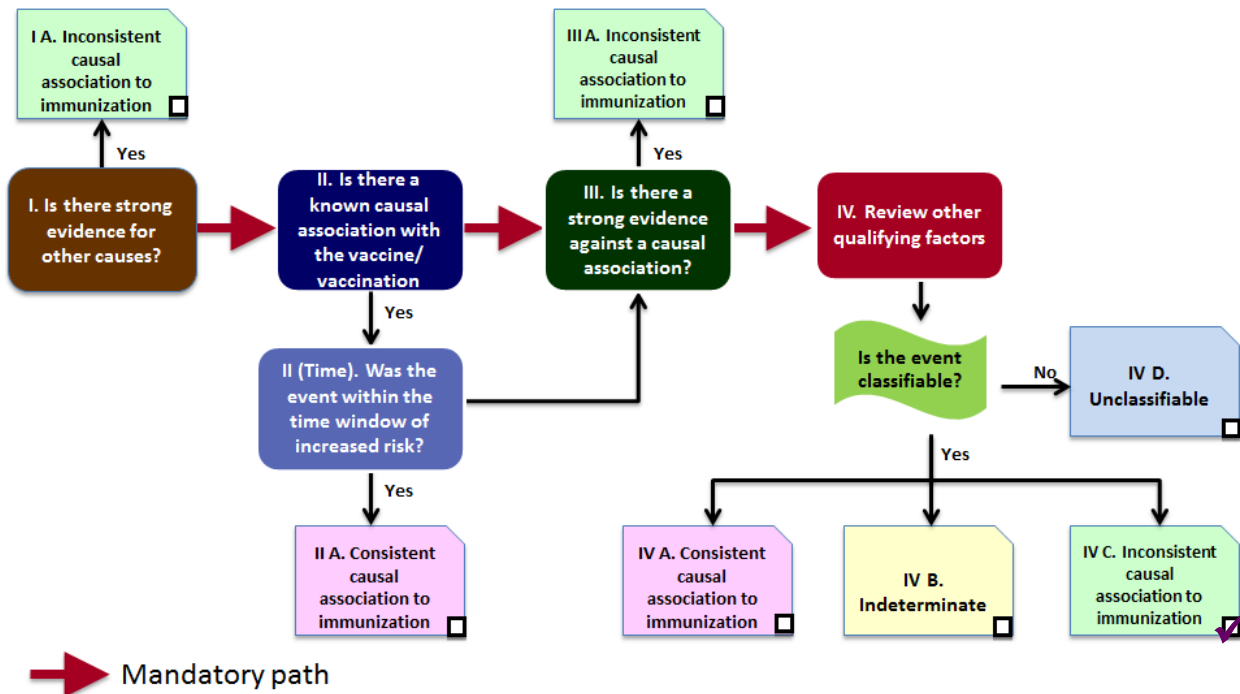 I A. Inconsistent
causal
association to
immunization
III A. Inconsistent
causal
association to
immunization
Yes
Yes
I. Is there strong
evidence for
other causes?
II. Is there a
known causal
association with
the vaccine/
vaccination
III. Is there a
strong evidence
against a causal
association?
IV. Review other
qualifying factors
Yes
II (Time). Was the
event within the
time window of
increased risk?
Is the event
classifiable?
No
IV D.
Unclassifiable
Yes
Yes
II A. Consistent
causal
association to
immunization
IV A. Consistent
causal
association to
immunization
IV B.
Indeterminate
IV C. Inconsistent
causal
association to
immunization
Mandatory path